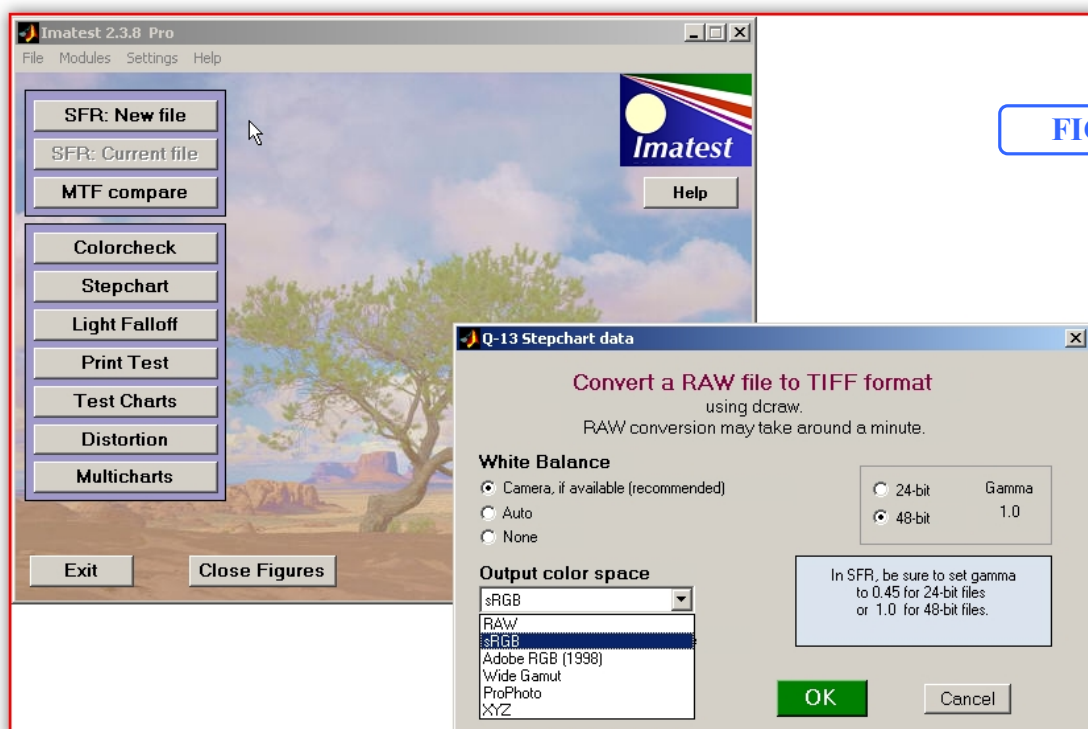 Imatest 2.3.8 Pro
File Modules Settings Help
SFR: New file
SFR: Current file
MTF compare
Imatest
Help
FIG
Colorcheck
Stepchart
Light Falloff
Print Test
Test Charts
Distortion
Multicharts
Exit
Close Figures
Q-13 Stepchart data
Convert a RAW file to TIFF format
using dcraw.
RAW conversion may take around a minute.
White Balance
Camera, if available (recommended)
Auto
None
24-bit
Gamma
48-bit
1.0
Output color space
sRGB
RAW
sRGB
Adobe RGB (1998)
Wide Gamut
ProPhoto
XYZ
In SFR, be sure to set gamma
to 0.45 for 24-bit files
or 1.0 for 48-bit files.
OK
Cancel